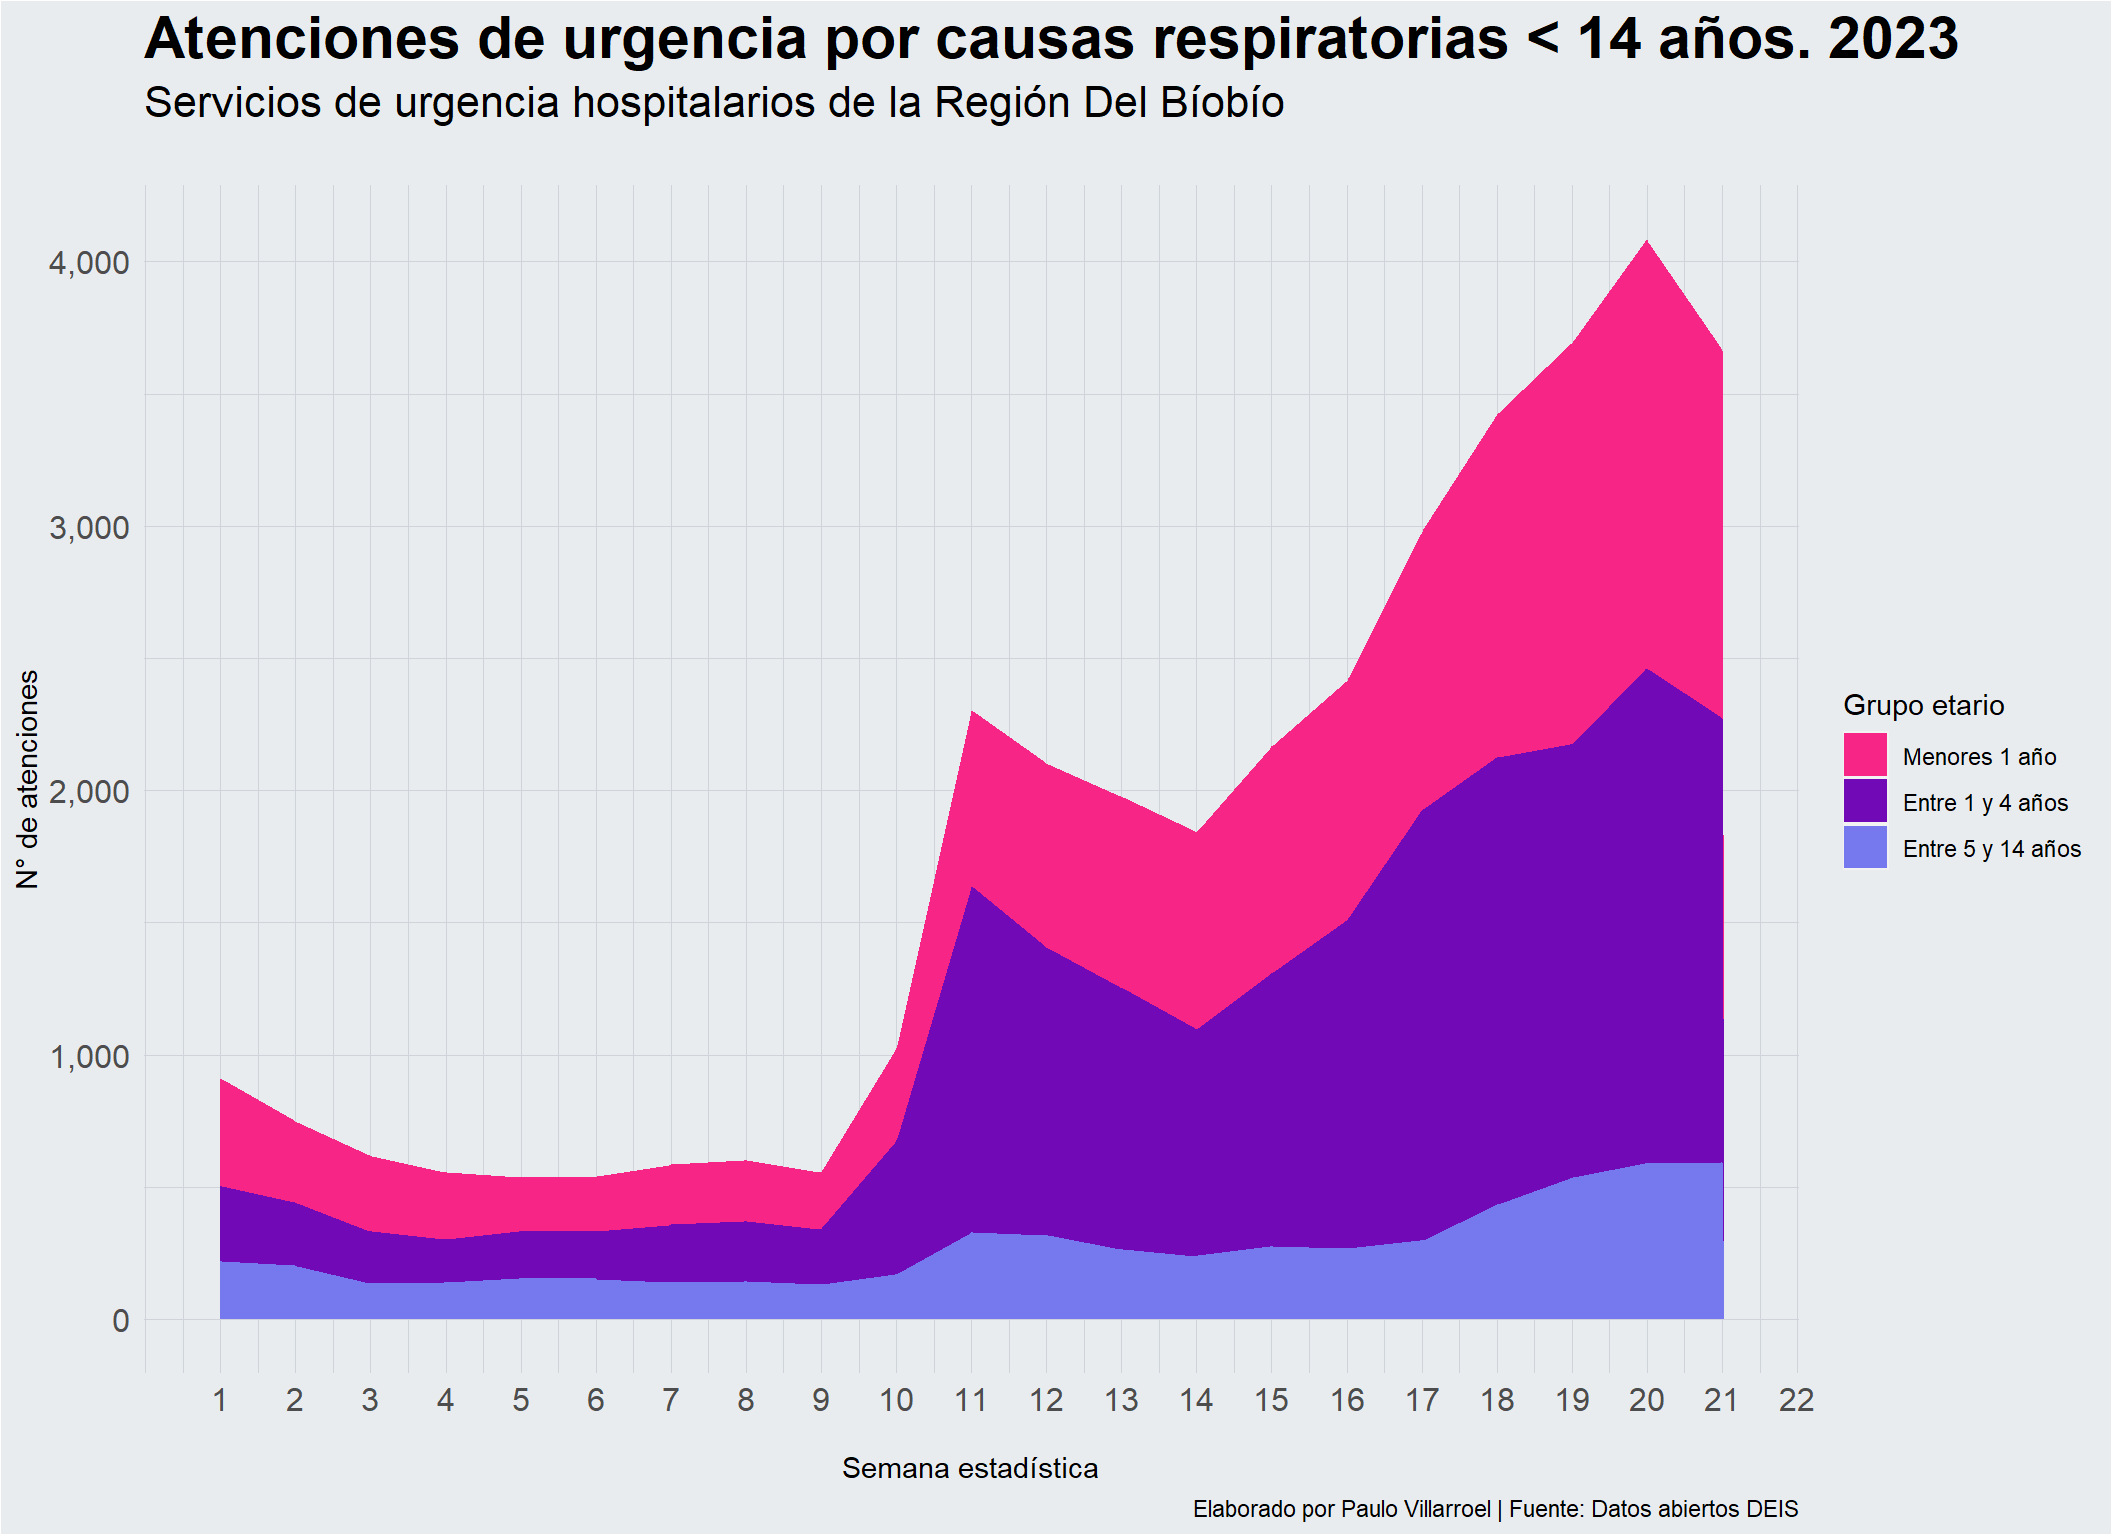 Atenciones de urgencia por causas respiratorias < 14 años. 2023
Servicios de urgencia hospitalarios de la Región Del Bíobío
N° de atenciones
4,000
3,000
2,000
1,000
0
1 2 3 4 5 6 7 8 9 10 11 12 13 14 15 16 17 18 19 20 21 22
Semana estadística
Grupo etario
Menores 1 año
Entre 1 y 4 años
Entre 5 y 14 años
Elaborado por Paulo Villarroel | Fuente: Datos abiertos DEIS